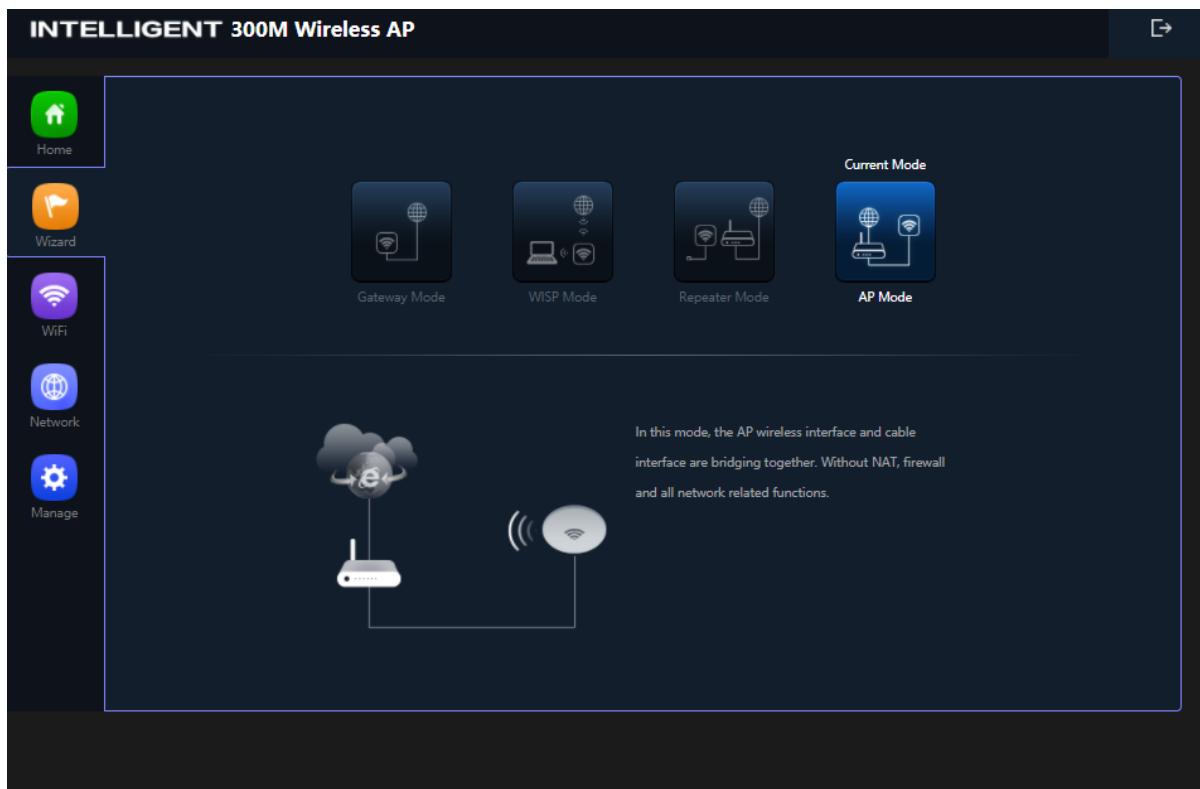 INTELLIGENT 300M Wireless AP
Home
Wizard
WiFi
Network
Manage
Current Mode
Gateway Mode
WISP Mode
Repeater Mode
AP Mode
In this mode, the AP wireless interface and cable
interface are bridging together. Without NAT, firewall
and all network related functions.